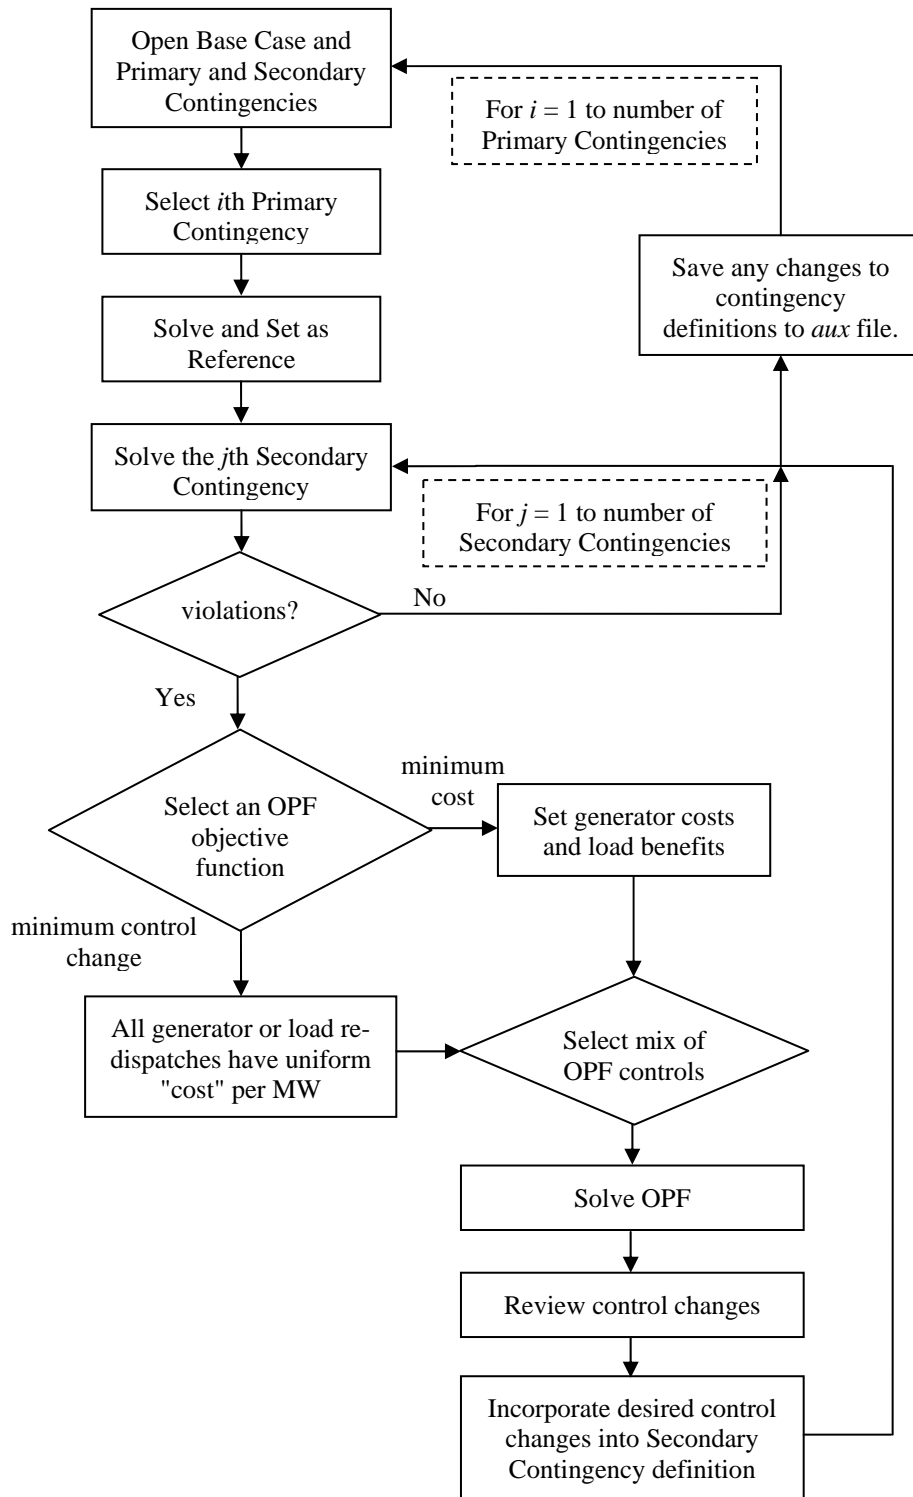 Open Base Case and
Primary and Secondary
Contingencies
For i = 1 to number of
Primary Contingencies
Select ith Primary
Contingency
Save any changes to
contingency
definitions to aux file.
Solve and Set as
Reference
Solve the jth Secondary
Contingency
For j = 1 to number of
Secondary Contingencies
violations?
No
Yes
Select an OPF
objective
function
minimum
cost
Set generator costs
and load benefits
minimum control
change
All generator or load re-
dispatches have uniform
"cost" per MW
Select mix of
OPF controls
Solve OPF
Review control changes
Incorporate desired control
changes into Secondary
Contingency definition